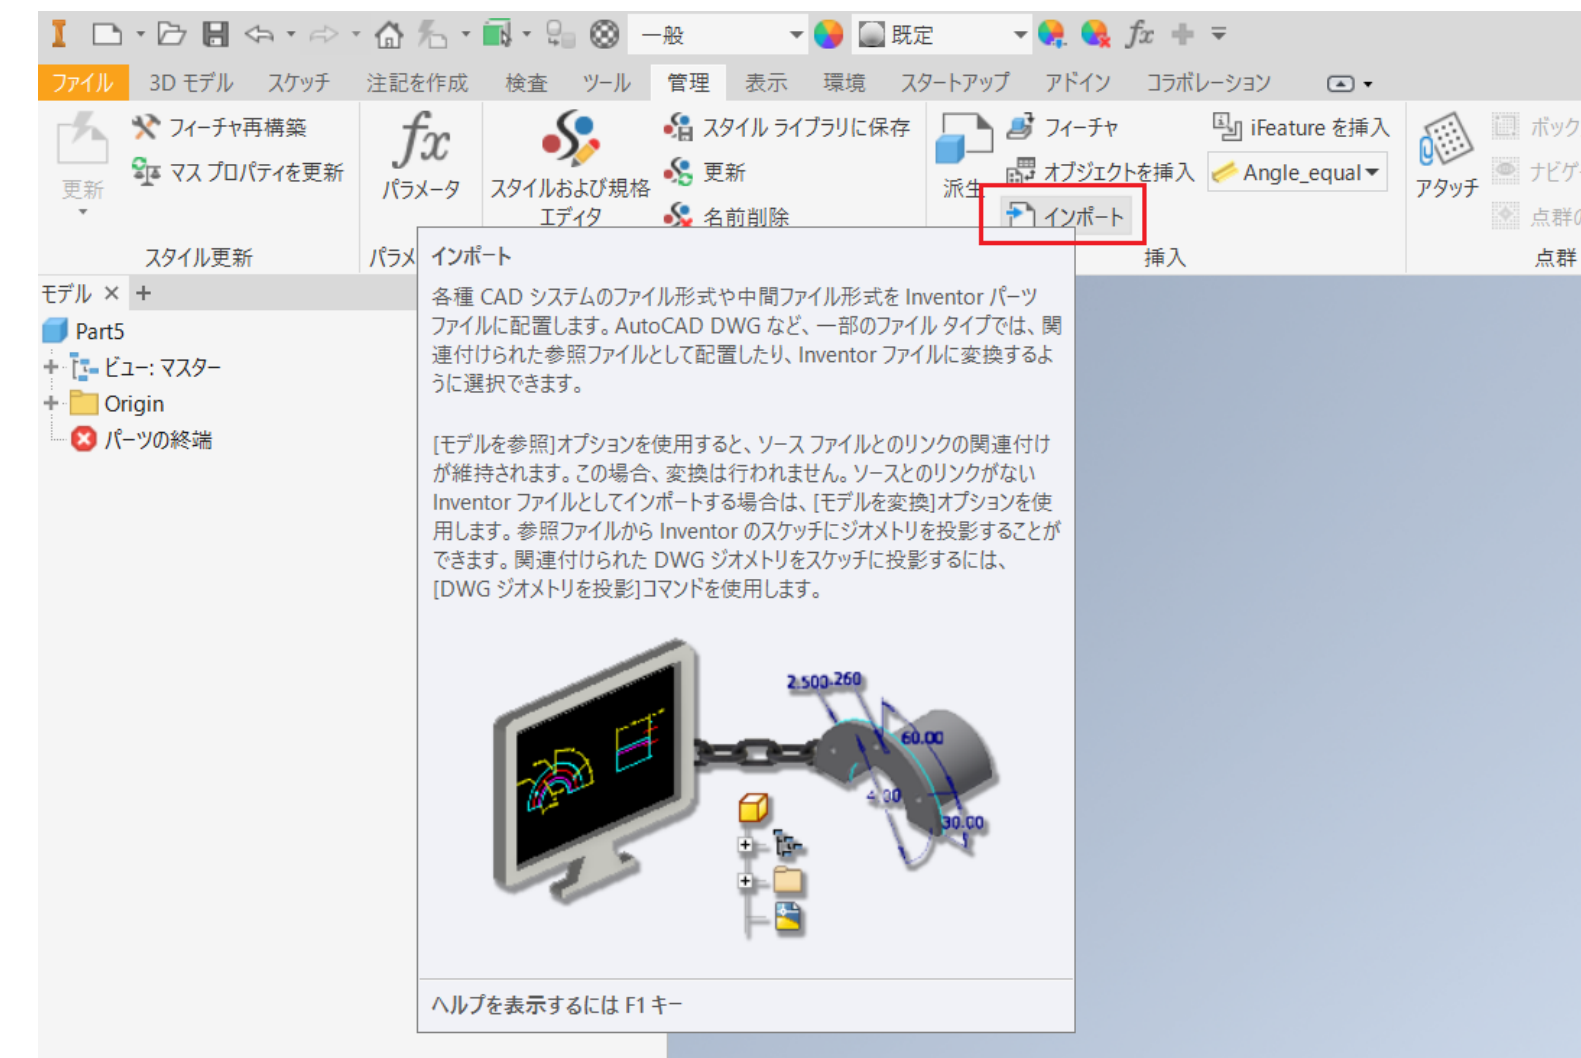 一般
既定
fx
ファイル 3D モデル スケッチ 注記を作成 検査 ツール 管理 表示 環境 スタートアップ アドイン コラボレーション
更新
フィーチャ再構築
マス プロパティを更新
スタイル更新
fx
パラメータ
パラメ
スタイルおよび規格
エディタ
スタイル ライブラリに保存
更新
名前削除
派生
フィーチャ
オブジェクトを挿入
インポート
iFeature を挿入
Angle_equal
挿入
アタッチ
ボック
ナビゲ
点群の
点群
モデル × +
Part5
ビュー: マスター
Origin
パーツの終端
インポート
各種 CAD システムのファイル形式や中間ファイル形式を Inventor パーツ
ファイルに配置します。AutoCAD DWG など、一部のファイル タイプでは、関
連付けられた参照ファイルとして配置したり、Inventor ファイルに変換するよ
うに選択できます。
[モデルを参照]オプションを使用すると、ソース ファイルとのリンクの関連付け
が維持されます。この場合、変換は行われません。ソースとのリンクがない
Inventor ファイルとしてインポートする場合は、[モデルを変換]オプションを使
用します。参照ファイルから Inventor のスケッチにジオメトリを投影することが
できます。関連付けられた DWG ジオメトリをスケッチに投影するには、
[DWG ジオメトリを投影]コマンドを使用します。
2.500 .260
60.00
30.00
ヘルプを表示するには F1 キー